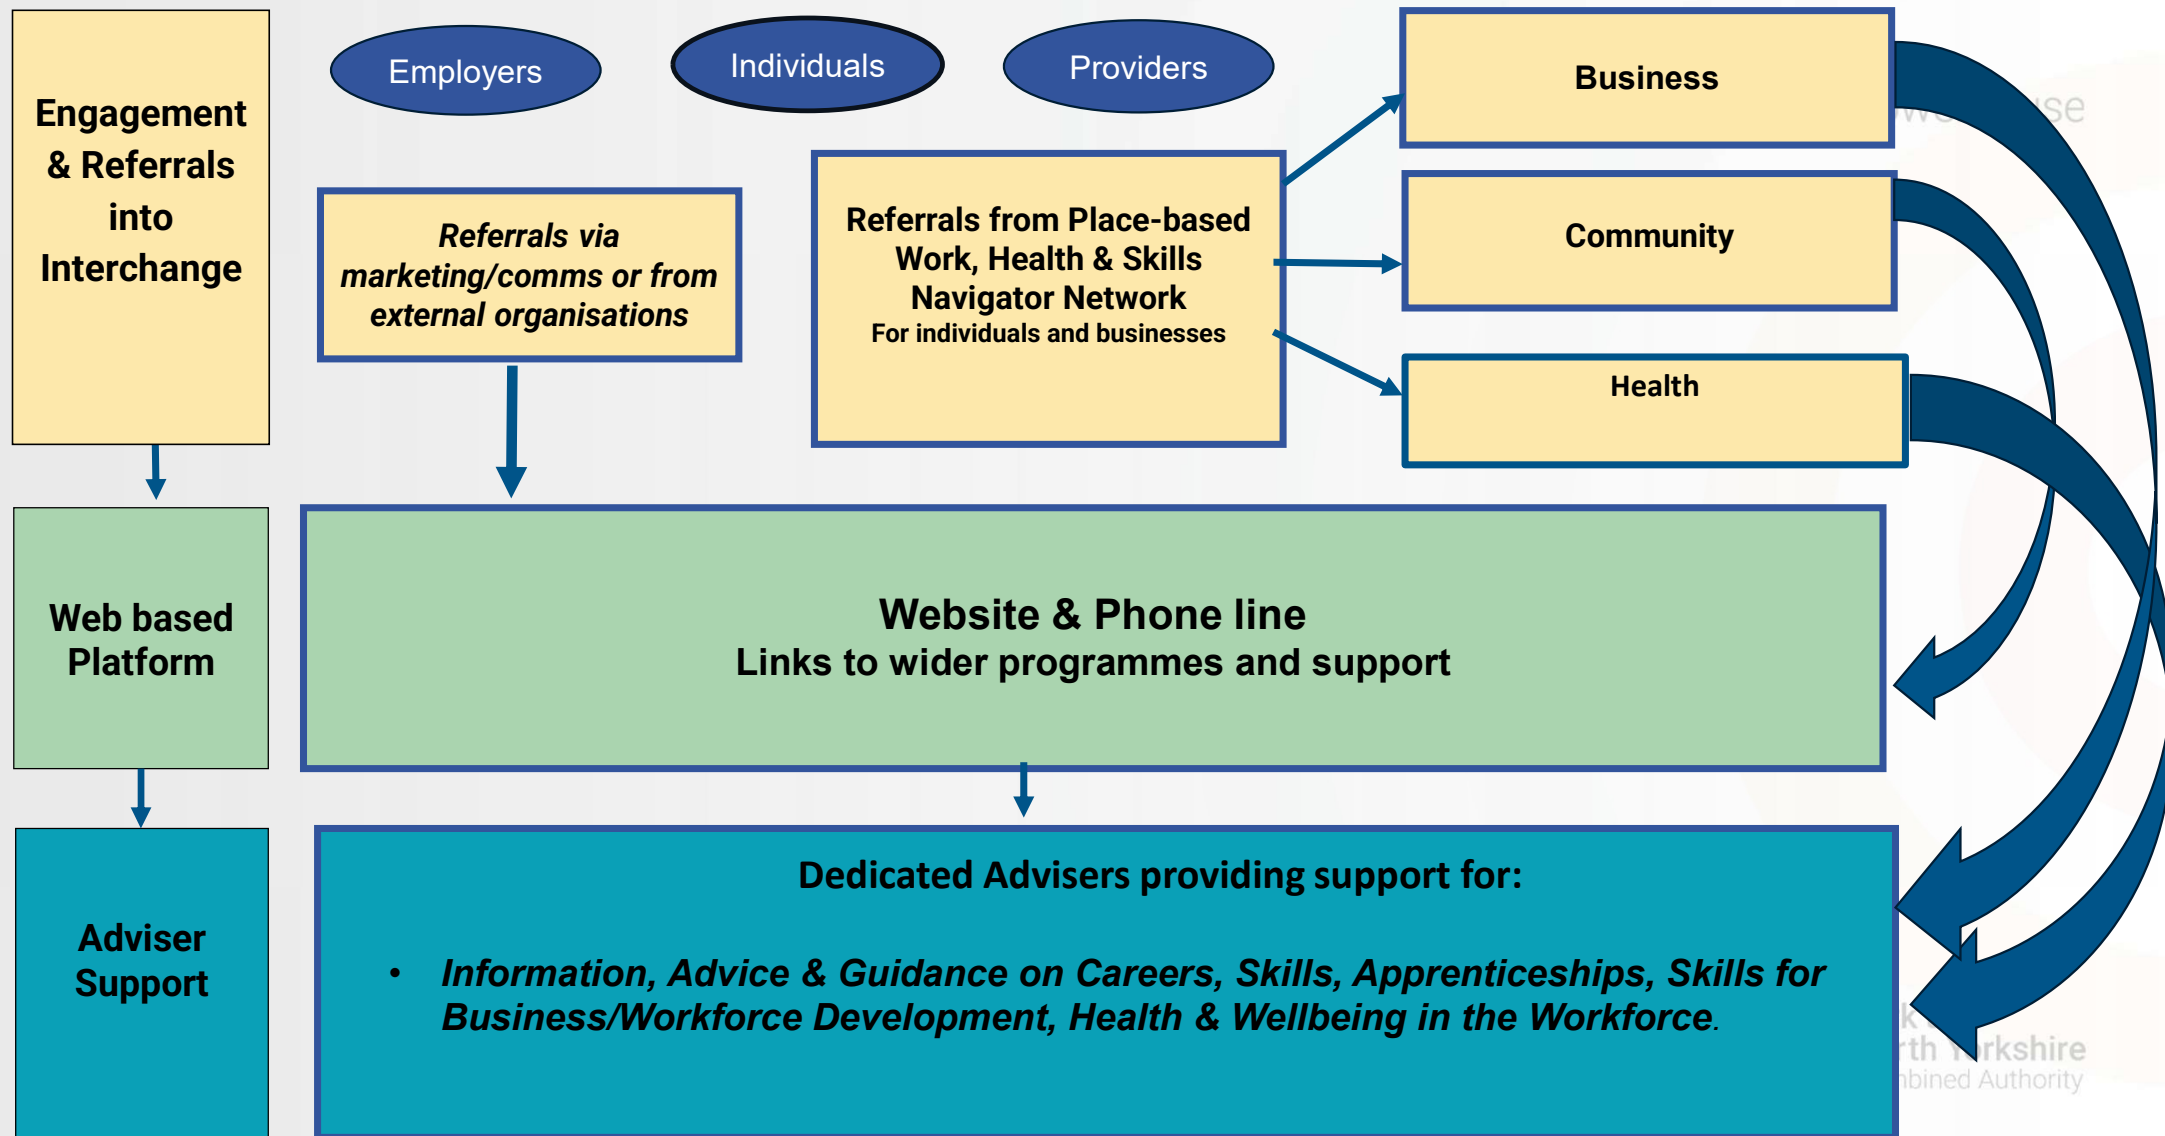 Engagement
& Referrals
into
Interchange
Employers
Individuals
Providers
Business
Referrals via
marketing/comms or from
external organisations
Referrals from Place-based
Work, Health & Skills
Navigator Network
For individuals and businesses
Community
Health
Web based
Platform
Website & Phone line
Links to wider programmes and support
Adviser
Support
Dedicated Advisers providing support for:
• Information, Advice & Guidance on Careers, Skills, Apprenticeships, Skills for
Business/Workforce Development, Health & Wellbeing in the Workforce.
Yorkshire
Authority